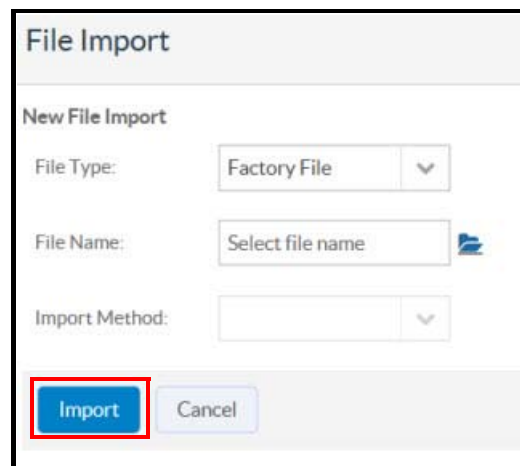 File Import
New File Import
File Type: Factory File
File Name: Select file name
Import Method:
Import Cancel